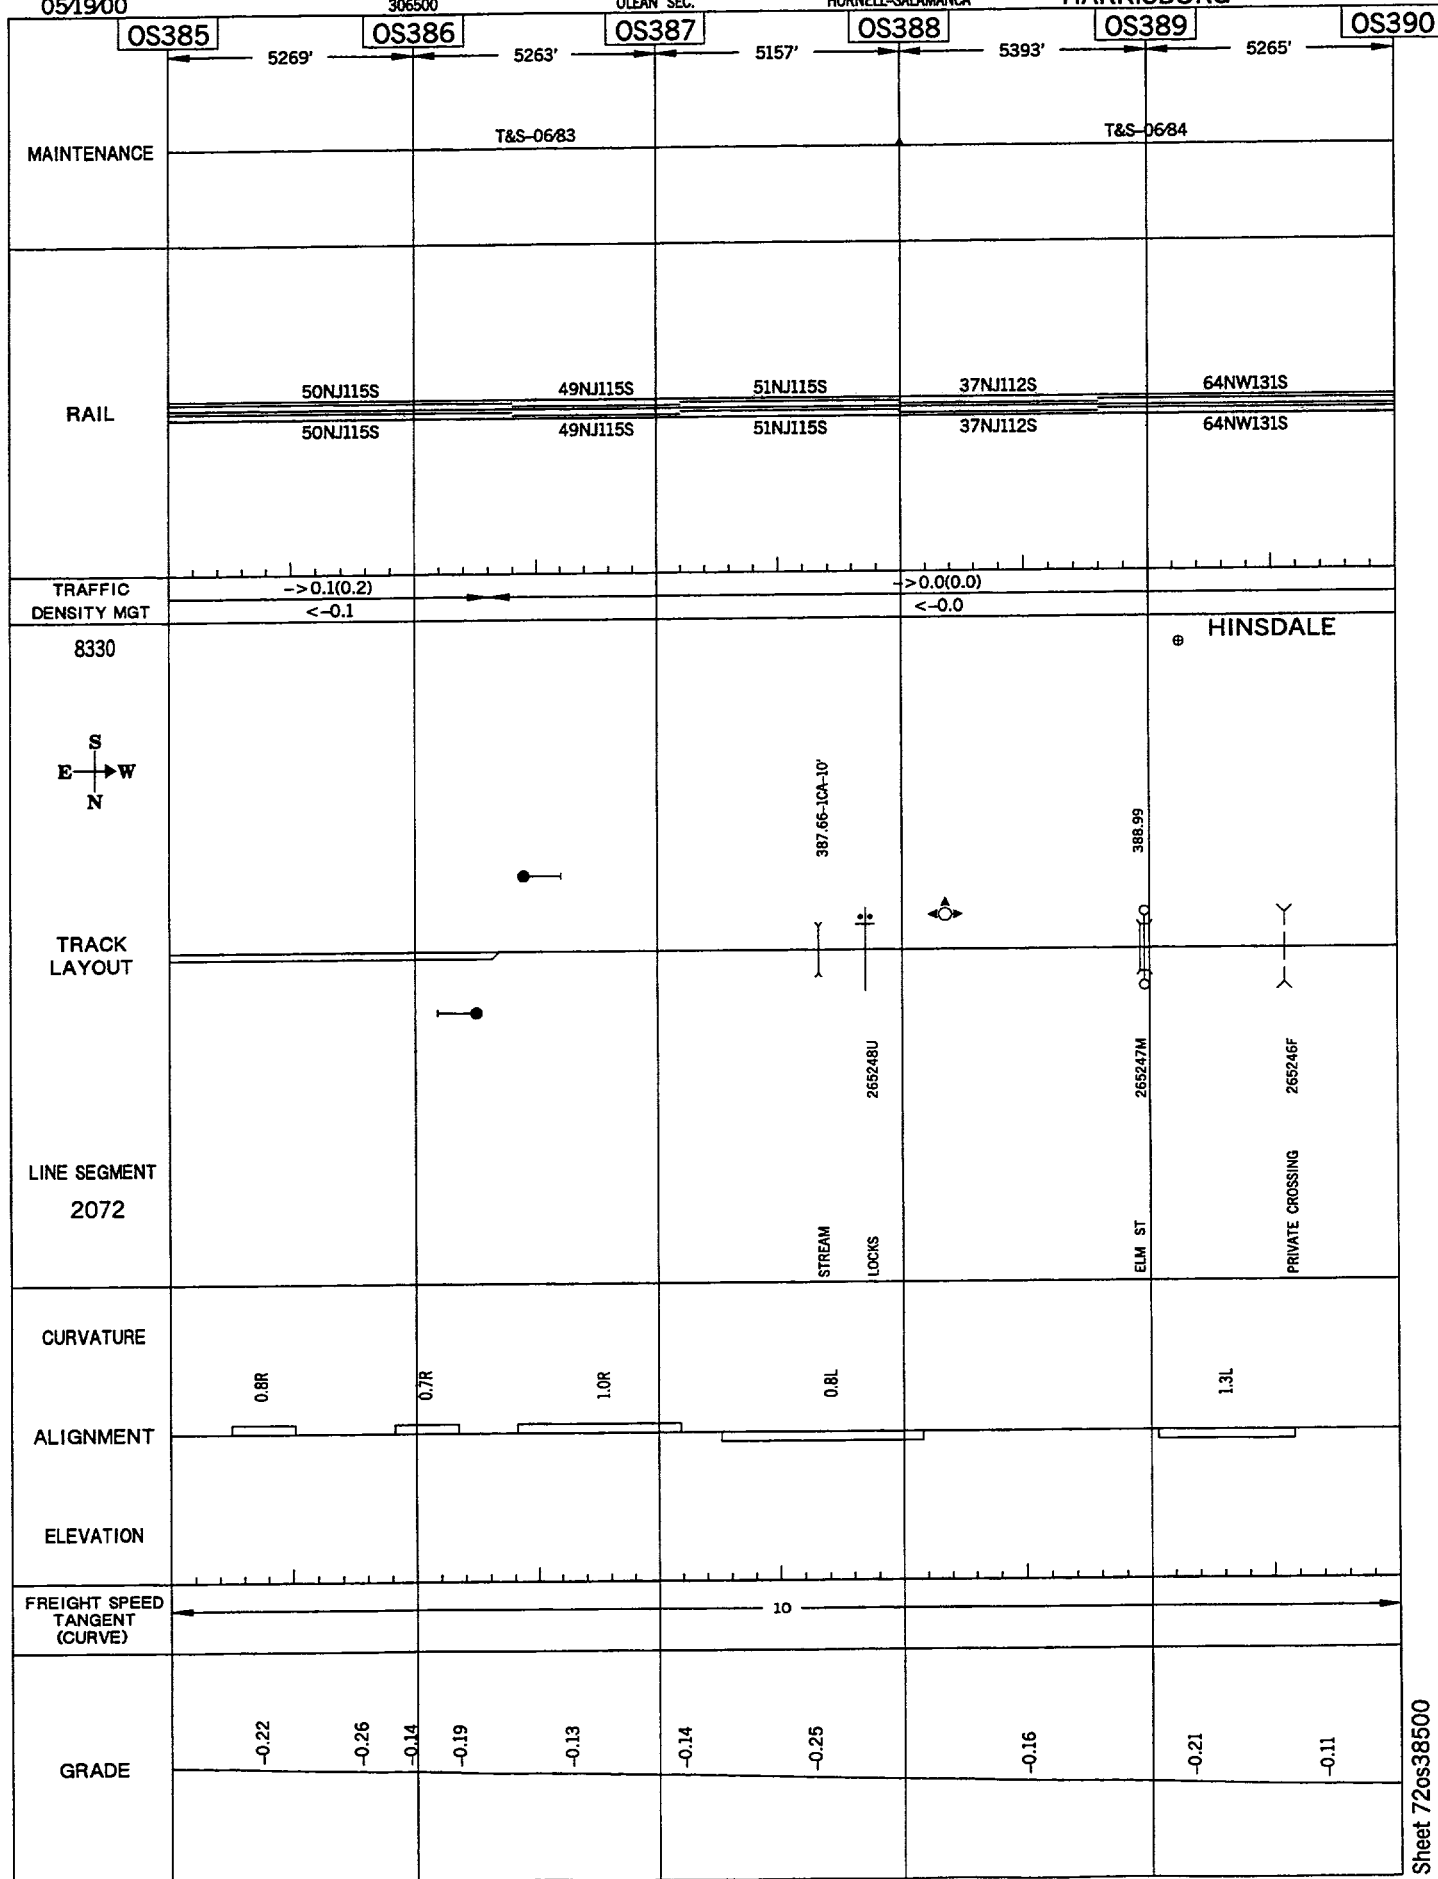 05/19/00 306500 OLEAN SEC. HORNELL-SALAMANCA HARRISBURG
OS385 OS386 OS387 OS388 OS389 OS390
5269' 5263' 5157' 5393' 5265'
MAINTENANCE
T&S-06/83 T&S-06/84
RAIL
50NJ115S 49NJ115S 51NJ115S 37NJ112S 64NW131S
50NJ115S 49NJ115S 51NJ115S 37NJ112S 64NW131S
TRAFFIC
DENSITY MGT
->0.1(0.2) ->0.0(0.0)
<-0.1 <-0.0
8330
HINSDALE
S
E W
N
387.66-1CA-10'
388.99
TRACK
LAYOUT
265248U
265247M
265246F
LINE SEGMENT
2072
STREAM
LOCKS
ELM ST
PRIVATE CROSSING
CURVATURE
0.8R 0.7R 1.0R 0.8L 1.3L
ALIGNMENT
ELEVATION
FREIGHT SPEED
TANGENT
(CURVE)
10
GRADE
-0.22 -0.26 -0.14 -0.19 -0.13 -0.14 -0.25 -0.16 -0.21 -0.11
Sheet 72os38500